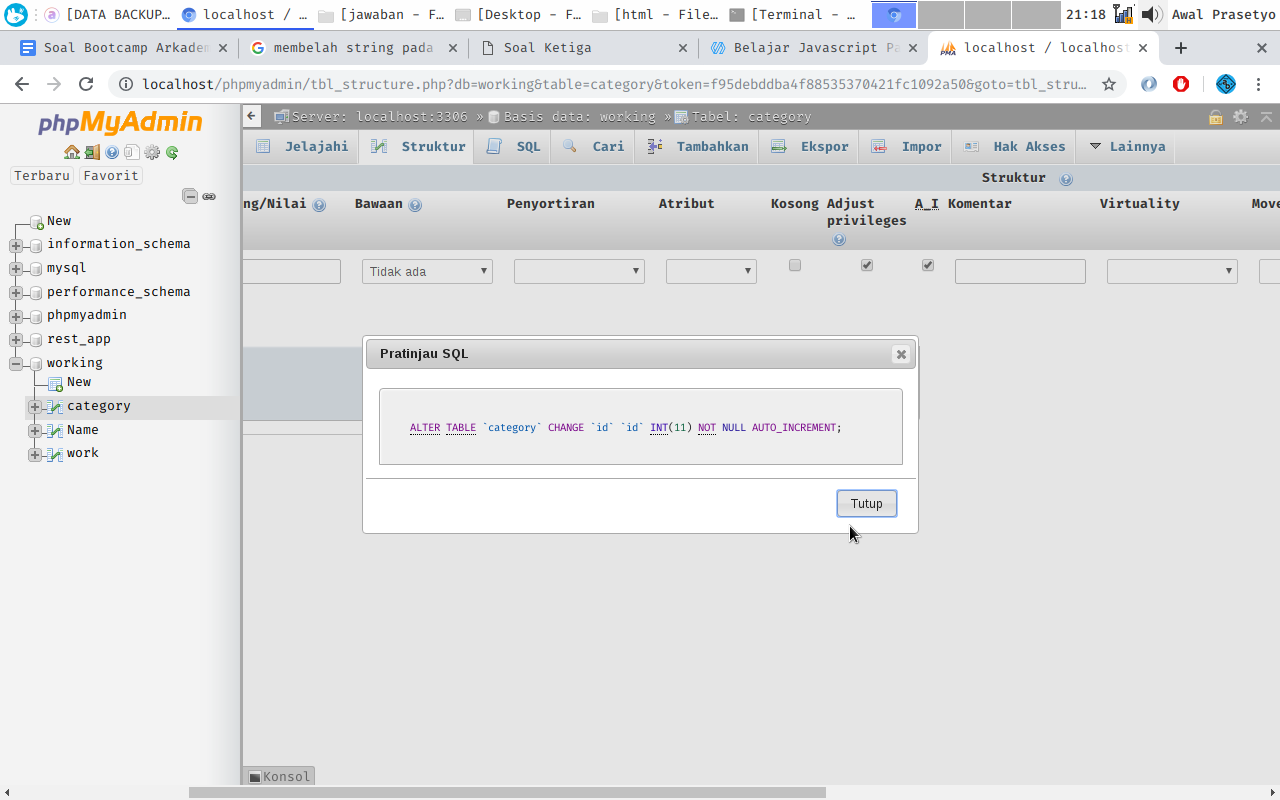 [DATA BACKUP...
localhost / ...
[jawaban – F...
[Desktop – F...
[html – File...
[Terminal – ...
21:18
Awal Prasetyo
Soal Bootcamp Arkadem
membelah string pada
Soal Ketiga
Belajar Javascript Pa
localhost / localhost
localhost/phpmyadmin/tbl_structure.php?db=working&table=category&token=f95debddba4f88535370421fc1092a50&goto=tbl_stru...
phpMyAdmin
Terbaru Favorit
New
information_schema
mysql
performance_schema
phpmyadmin
rest_app
working
New
category
Name
work
Server: localhost:3306 » Basis data: working » Tabel: category
Jelajahi Struktur SQL Cari Tambahkan Ekspor Impor Hak Akses Lainnya
Struktur
ng/Nilai Bawaan Penyortiran Atribut Kosong Adjust privileges A_I Komentar Virtuality Move
Tidak ada
Pratinjau SQL
ALTER TABLE `category` CHANGE `id` `id` INT(11) NOT NULL AUTO_INCREMENT;
Tutup
Konsol